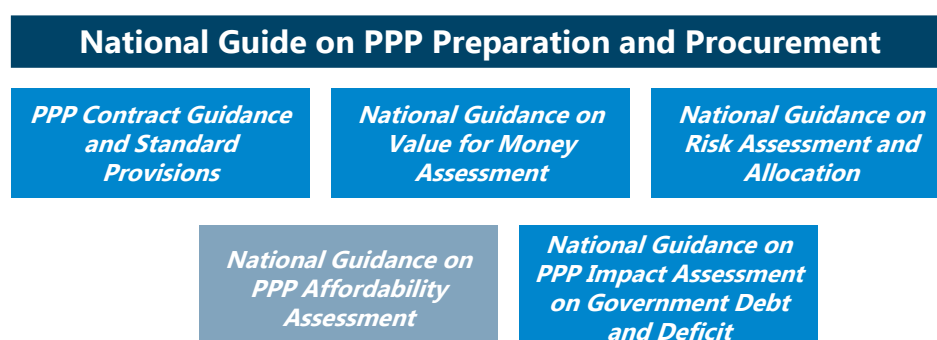 National Guide on PPP Preparation and Procurement
PPP Contract Guidance
and Standard
Provisions
National Guidance on
Value for Money
Assessment
National Guidance on
Risk Assessment and
Allocation
National Guidance on
PPP Affordability
Assessment
National Guidance on
PPP Impact Assessment
on Government Debt
and Deficit